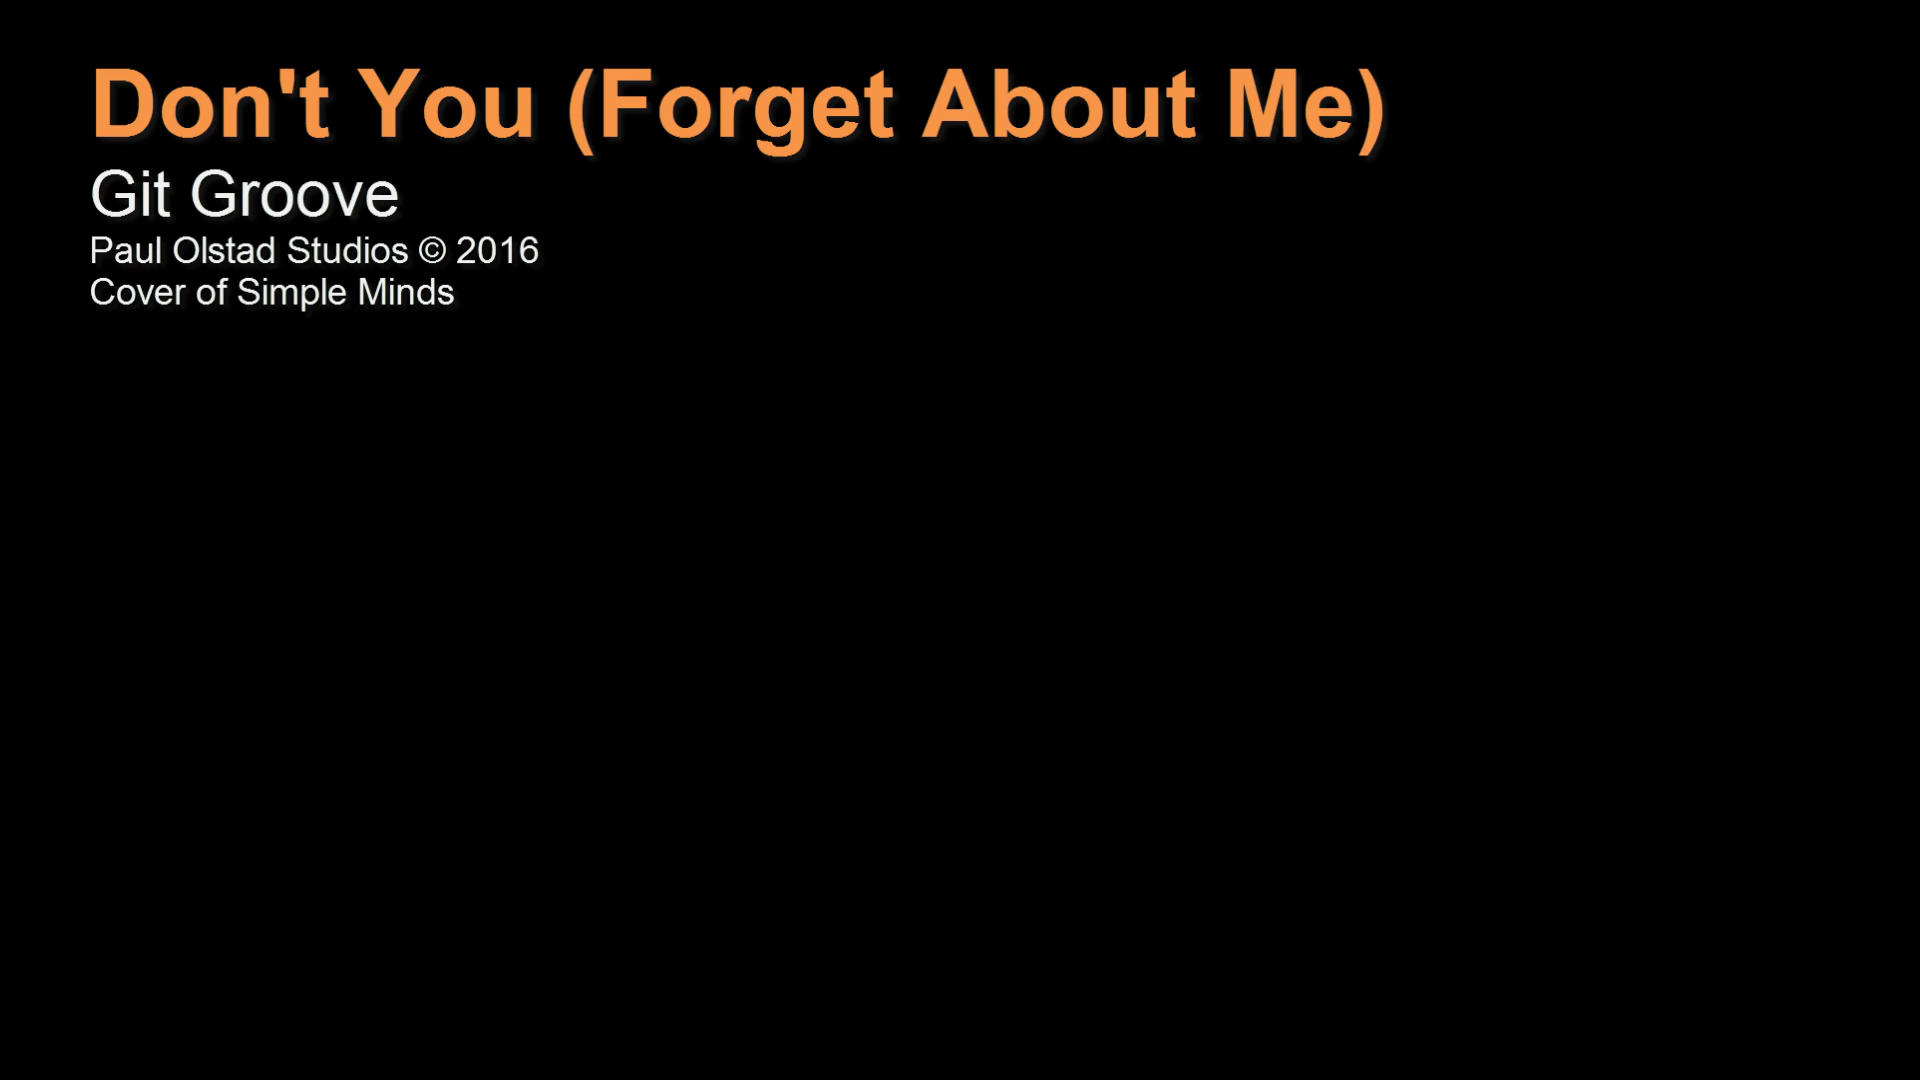 Don't You (Forget About Me)
Git Groove
Paul Olstad Studios © 2016
Cover of Simple Minds